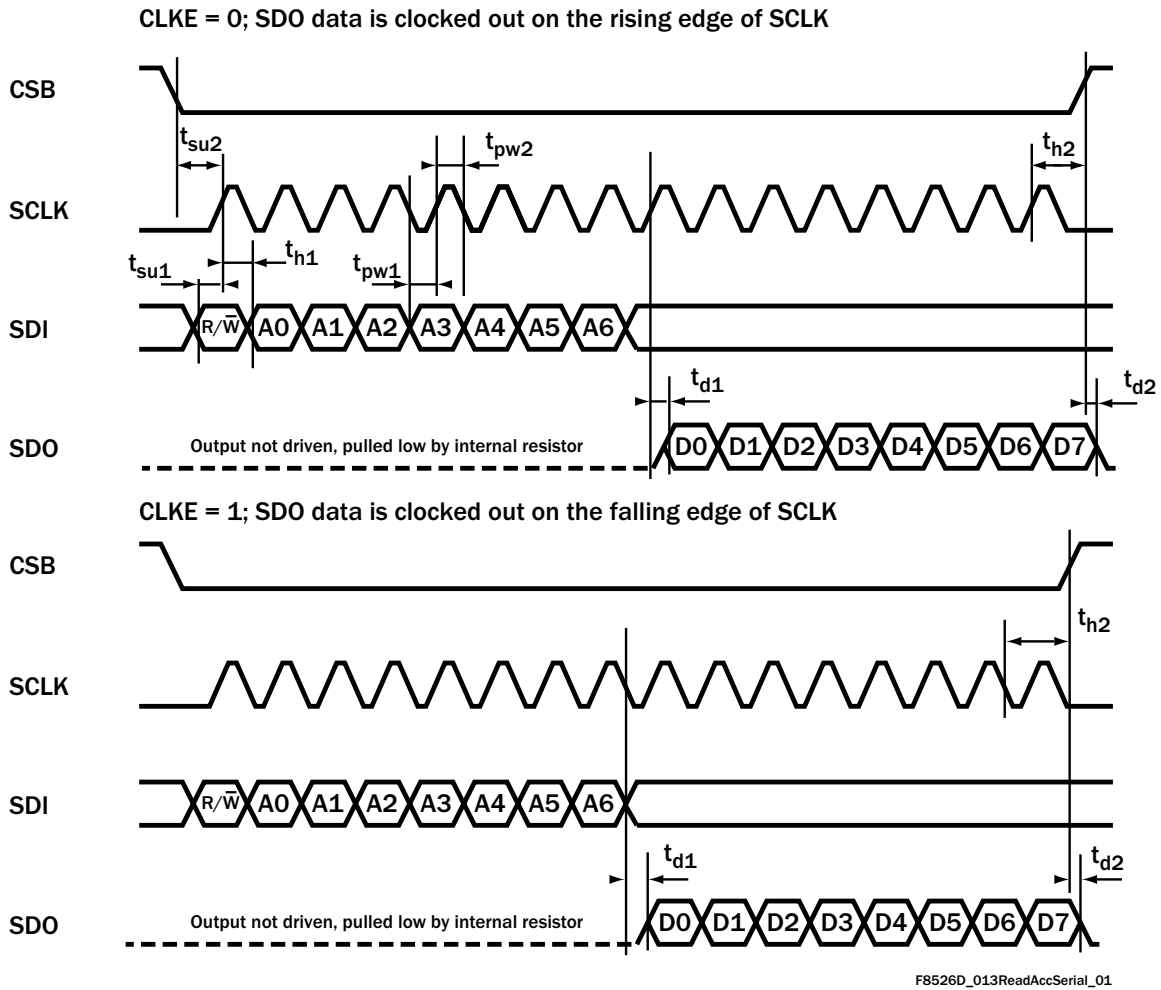 CLKE = 0; SDO data is clocked out on the rising edge of SCLK
CSB
tsu2
tpw2
th2
SCLK
tsu1
th1
tpw1
SDI
R/W̅ A0 A1 A2 A3 A4 A5 A6
td1
td2
SDO
Output not driven, pulled low by internal resistor
D0 D1 D2 D3 D4 D5 D6 D7
CLKE = 1; SDO data is clocked out on the falling edge of SCLK
CSB
th2
SCLK
SDI
R/W̅ A0 A1 A2 A3 A4 A5 A6
td1
td2
SDO
Output not driven, pulled low by internal resistor
D0 D1 D2 D3 D4 D5 D6 D7
F8526D_013ReadAccSerial_01